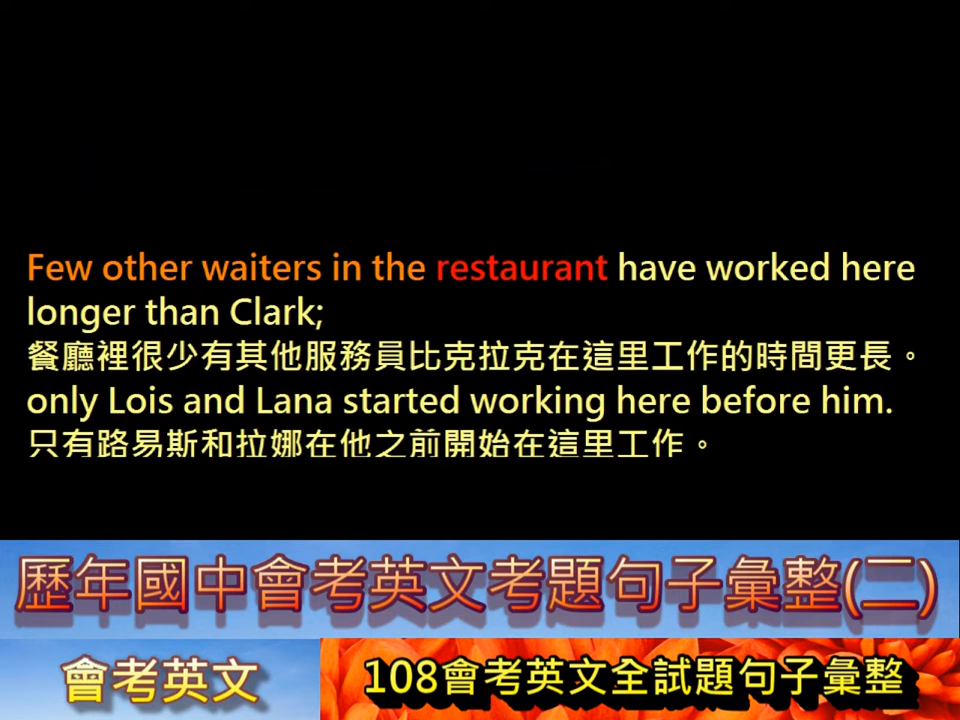 Few other waiters in the restaurant have worked here
longer than Clark;
餐廳裡很少有其他服務員比克拉克在這里工作的時間更長。
only Lois and Lana started working here before him.
只有路易斯和拉娜在他之前開始在這里工作。
歷年國中會考英文考題句子彙整(二)
會考英文
108會考英文全試題句子彙整